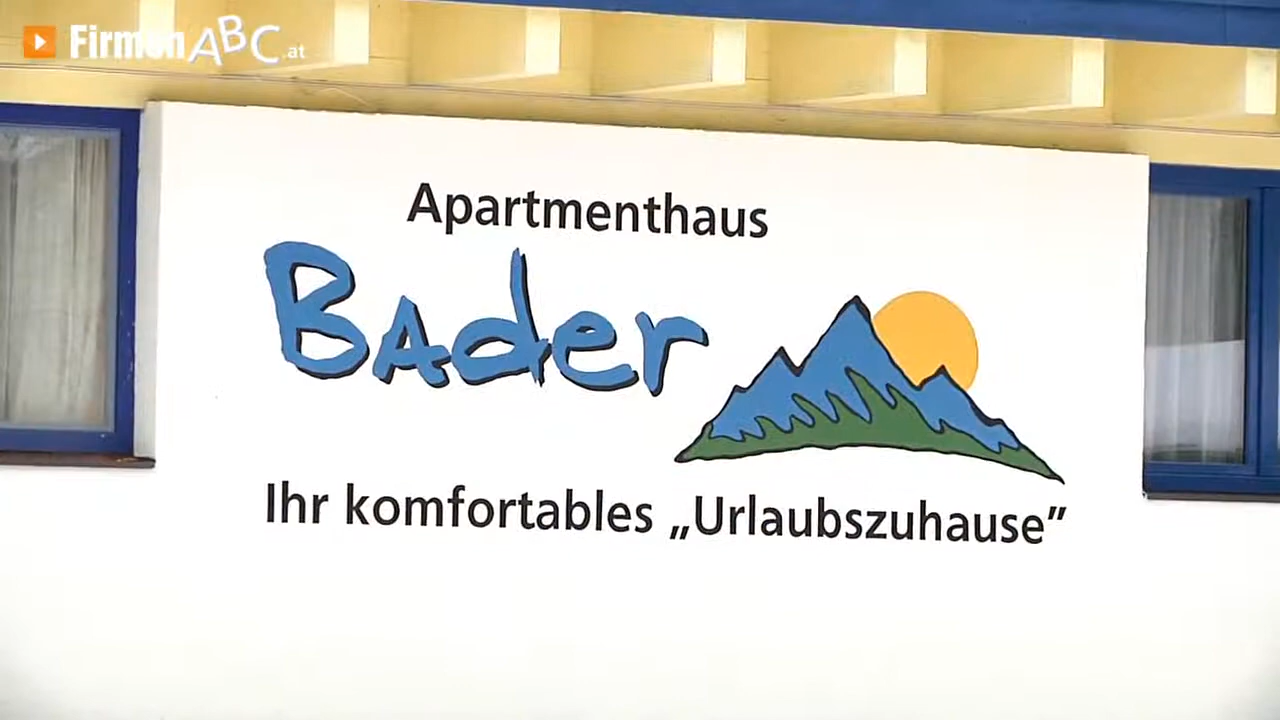 FirmenABC.at
Apartmenthaus
BAder
Ihr komfortables „Urlaubszuhause”